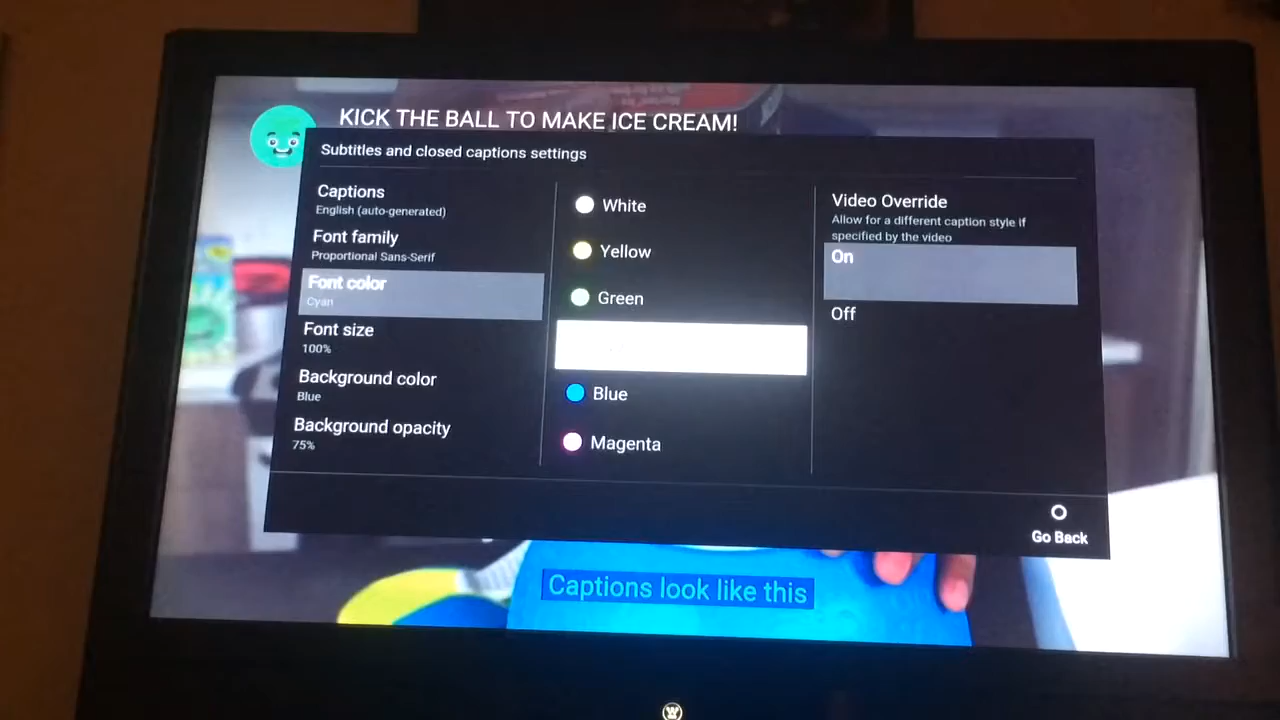 KICK THE BALL TO MAKE ICE CREAM!
Subtitles and closed captions settings
Captions
English (auto-generated)
Font family
Proportional Sans-Serif
Font color
Cyan
Font size
100%
Background color
Blue
Background opacity
75%
White
Yellow
Green
Blue
Magenta
Video Override
Allow for a different caption style if
specified by the video
On
Off
Go Back
Captions look like this